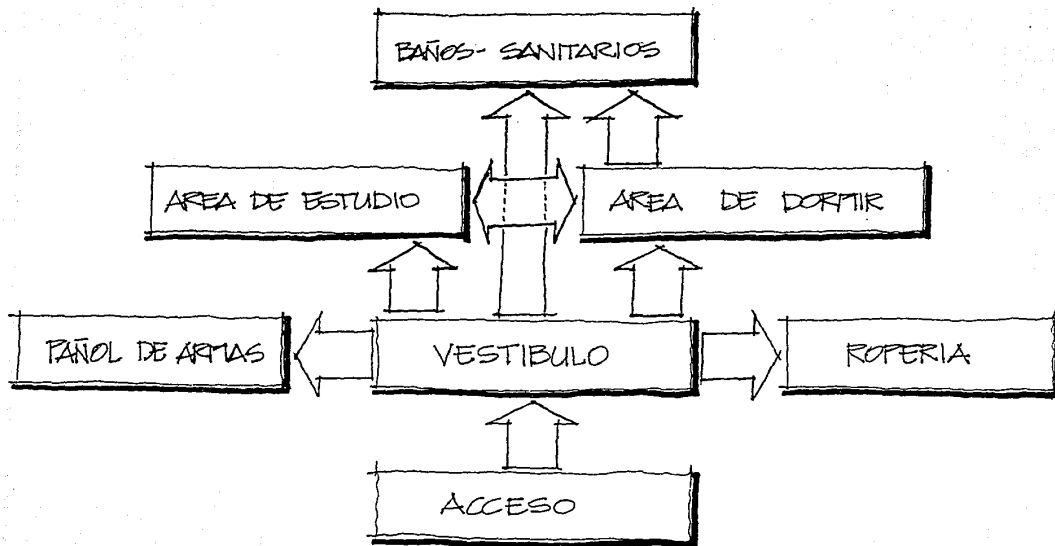 BAÑOS- SANITARIOS
AREA DE ESTUDIO
AREA DE DORMIR
PAÑOL DE ARMAS
VESTIBULO
ROPERIA
ACCESO